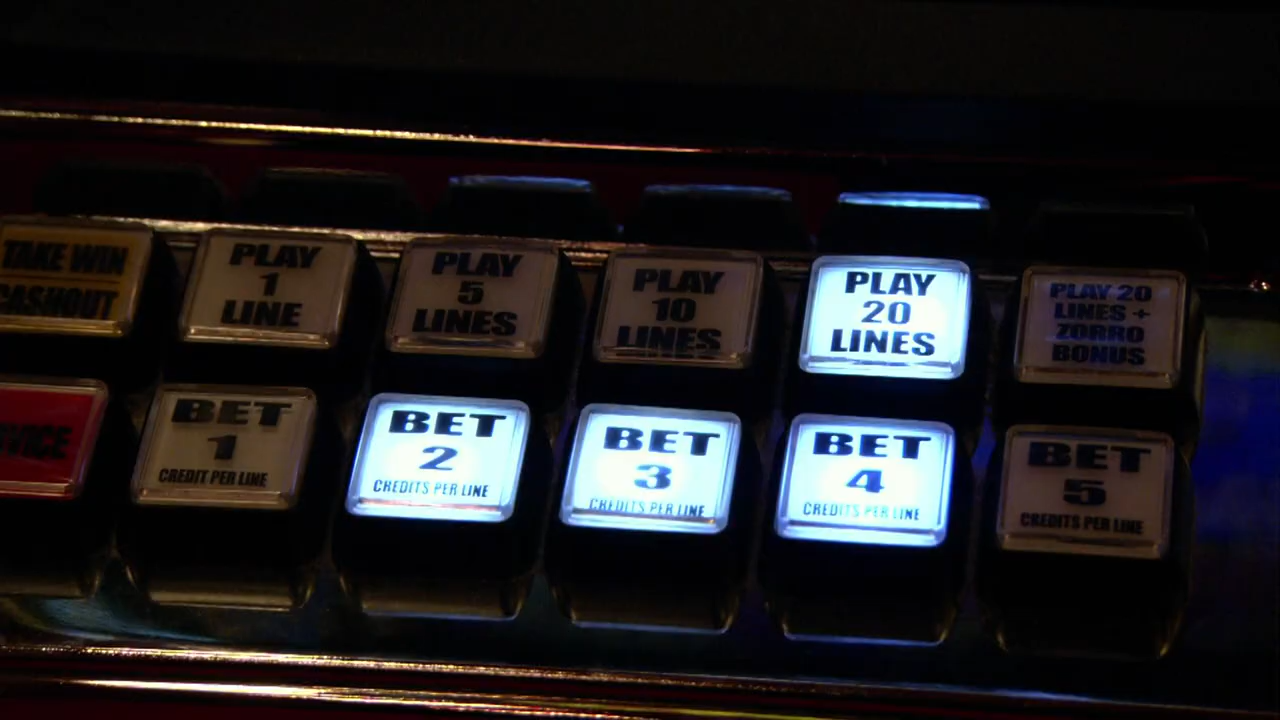 TAKE WIN
CASHOUT
PLAY
1
LINE
PLAY
5
LINES
PLAY
10
LINES
PLAY
20
LINES
PLAY 20
LINES +
ZORRO
BONUS
VICE
BET
1
CREDIT PER LINE
BET
2
CREDITS PER LINE
BET
3
CREDITS PER LINE
BET
4
CREDITS PER LINE
BET
5
CREDITS PER LINE